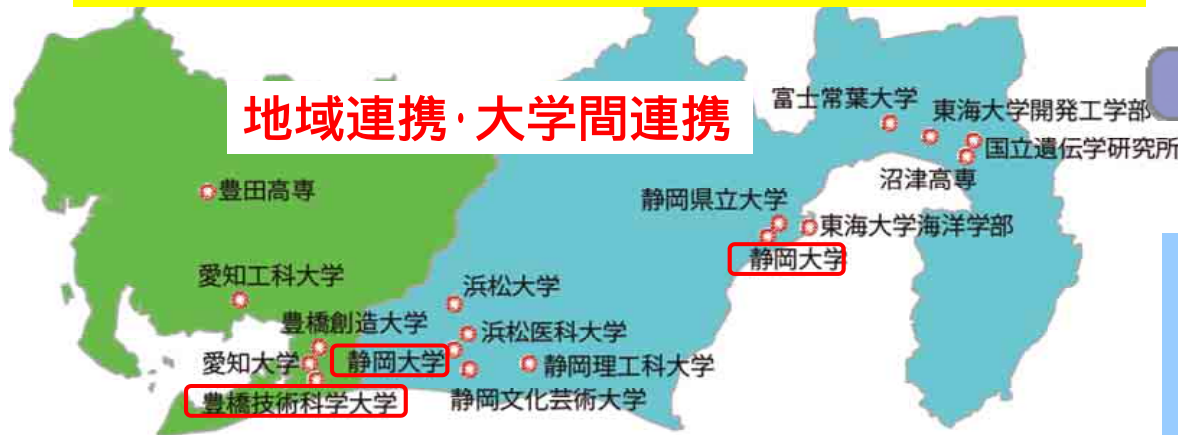 地域連携・大学間連携
富士常葉大学
東海大学開発工学部
国立遺伝学研究所
沼津高専
豊田高専
静岡県立大学
東海大学海洋学部
静岡大学
愛知工科大学
浜松大学
豊橋創造大学
浜松医科大学
愛知大学
静岡大学
静岡理工科大学
豊橋技術科学大学
静岡文化芸術大学